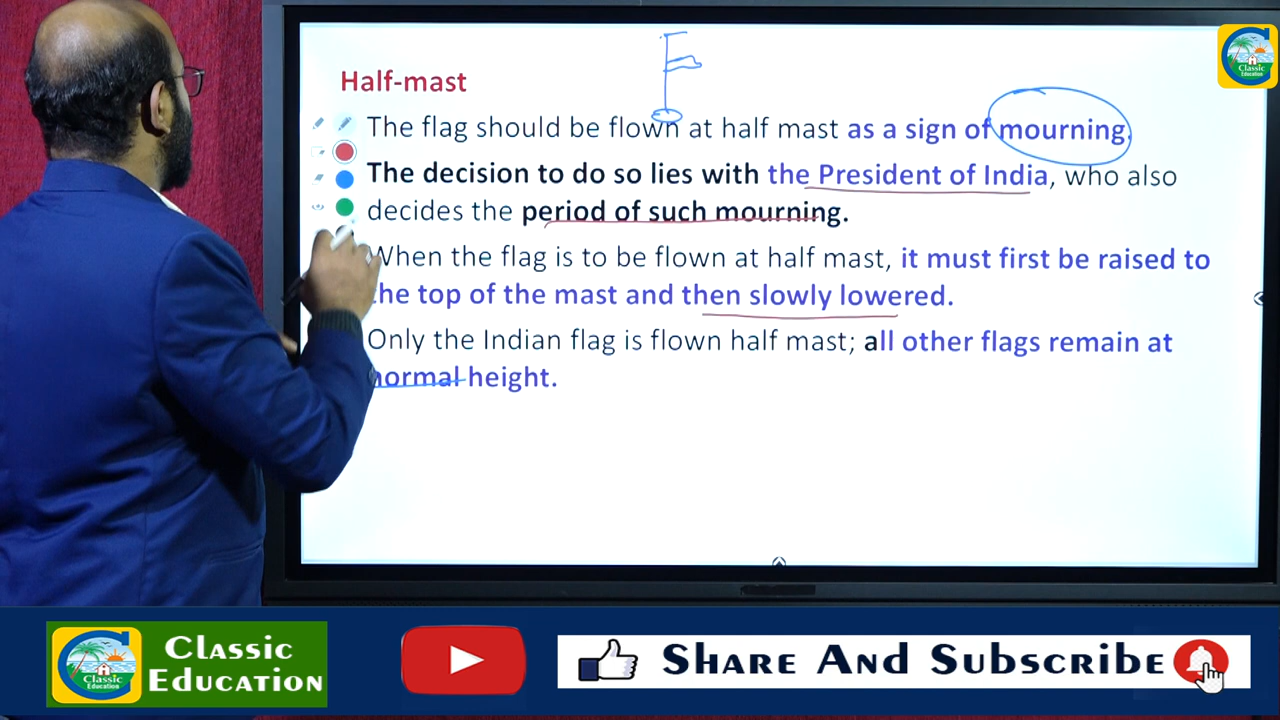 Half-mast
The flag should be flown at half mast as a sign of mourning.
The decision to do so lies with the President of India, who also
decides the period of such mourning.
When the flag is to be flown at half mast, it must first be raised to
the top of the mast and then slowly lowered.
Only the Indian flag is flown half mast; all other flags remain at
normal height.
Classic
Education
Classic
Education
Classic
Education
Share And Subscribe